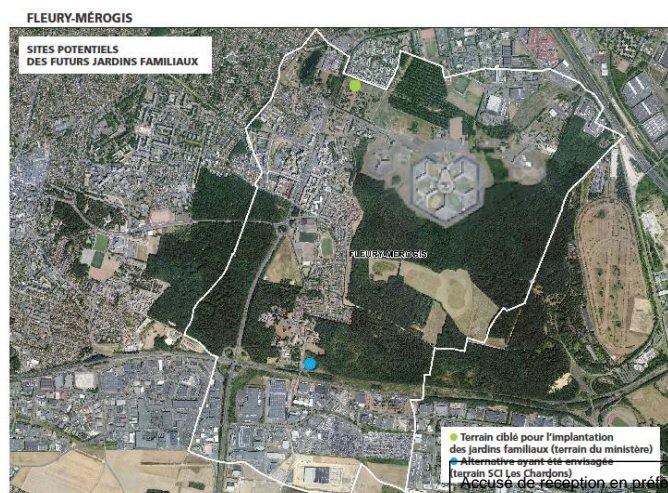 FLEURY-MÉROGIS
SITES POTENTIELS
DES FUTURS JARDINS FAMILIAUX
FLEURY-MEROGIS
Terrain ciblé pour l'implantation
des jardins familiaux (terrain du ministère)
Alternative ayant été envisagée
(terrain SCI Les Chardons)
Accusé de réception en préf